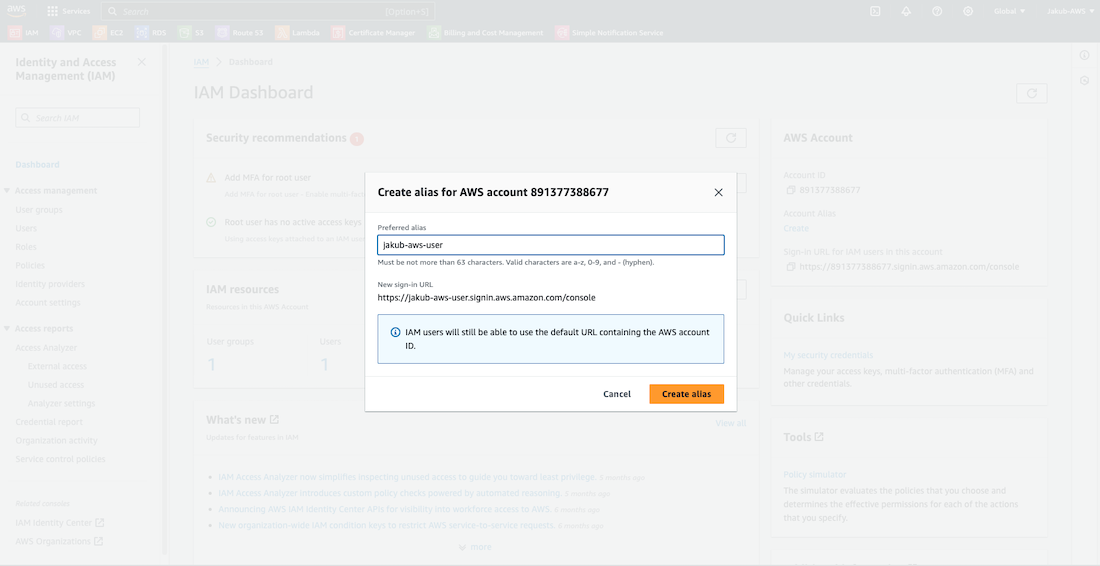 aws
Services
Search
[Option+S]
Global
Jakub-AWS
IAM
VPC
EC2
RDS
S3
Route 53
Lambda
Certificate Manager
Billing and Cost Management
Simple Notification Service
Identity and Access
Management (IAM)
Search IAM
Dashboard
Access management
User groups
Users
Roles
Policies
Identity providers
Account settings
Access reports
Access Analyzer
External access
Unused access
Analyzer settings
Credential report
Organization activity
Service control policies
Related consoles
IAM Identity Center
AWS Organizations
IAM > Dashboard
IAM Dashboard
Security recommendations 1
Add MFA for root user
Add MFA for root user - Enable multi-fa
Root user has no active access keys
Using access keys attached to an IAM use
IAM resources
Resources in this AWS Account
User groups
Users
1
1
What's new
View all
Updates for features in IAM
IAM Access Analyzer now simplifies inspecting unused access to guide you toward least privilege. 3 months ago
IAM Access Analyzer introduces custom policy checks powered by automated reasoning. 3 months ago
Announcing AWS IAM Identity Center APIs for visibility into workforce access to AWS. 6 months ago
New organization-wide IAM condition keys to restrict AWS service-to-service requests. 6 months ago
more
Create alias for AWS account 891377388677
Preferred alias
jakub-aws-user
Must be not more than 63 characters. Valid characters are a-z, 0-9, and - (hyphen).
New sign-in URL
https://jakub-aws-user.signin.aws.amazon.com/console
IAM users will still be able to use the default URL containing the AWS account
ID.
Cancel
Create alias
AWS Account
Account ID
891377388677
Account Alias
Create
Sign-in URL for IAM users in this account
https://891377388677.signin.aws.amazon.com/console
Quick Links
My security credentials
Manage your access keys, multi-factor authentication (MFA) and
other credentials.
Tools
Policy simulator
The simulator evaluates the policies that you choose and
determines the effective permissions for each of the actions
that you specify.